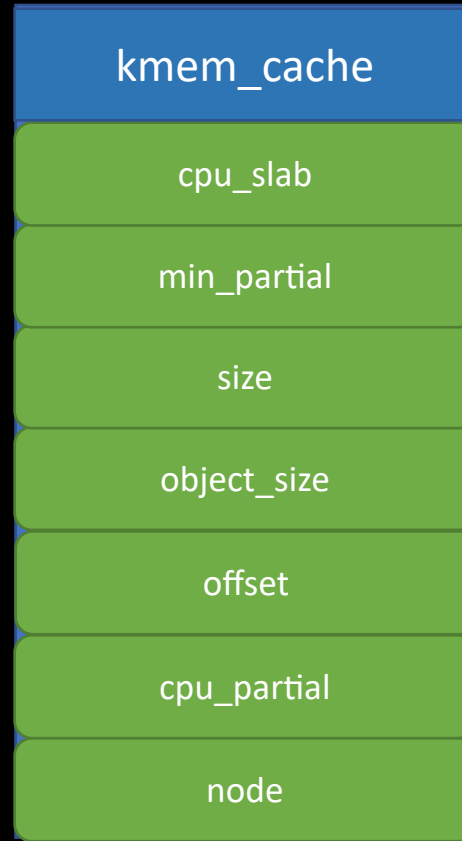 kmem_cache
cpu_slab
min_partial
size
object_size
offset
cpu_partial
node